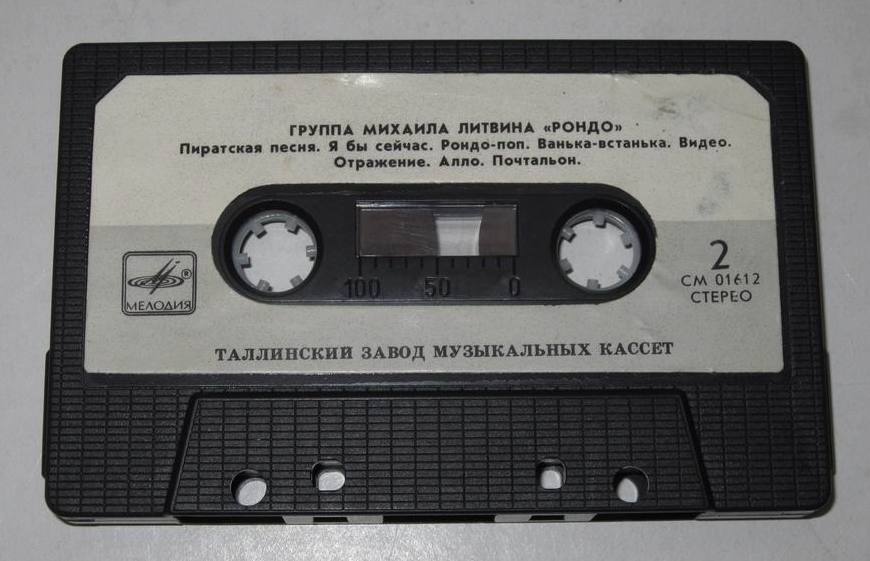 ГРУППА МИХАИЛА ЛИТВИНА «РОНДО»
Пиратская песня. Я бы сейчас. Рондо-поп. Ванька-встанька. Видео.
Отражение. Алло. Почтальон.
2
СМ 01612
СТЕРЕО
®
МЕЛОДИЯ
100 50 0
ТАЛЛИНСКИЙ ЗАВОД МУЗЫКАЛЬНЫХ КАССЕТ